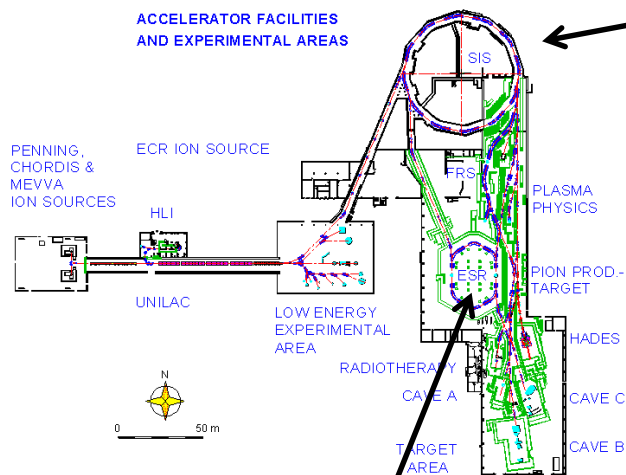 ACCELERATOR FACILITIES
AND EXPERIMENTAL AREAS
SIS
PENNING,
CHORDIS &
MEVVA
ION SOURCES
ECR ION SOURCE
HLI
FRS
PLASMA
PHYSICS
UNILAC
LOW ENERGY
EXPERIMENTAL
AREA
ESR
PION PROD.-
TARGET
HADES
RADIOTHERAPY
CAVE A
CAVE C
TARGET
AREA
CAVE B
N
0 50 m